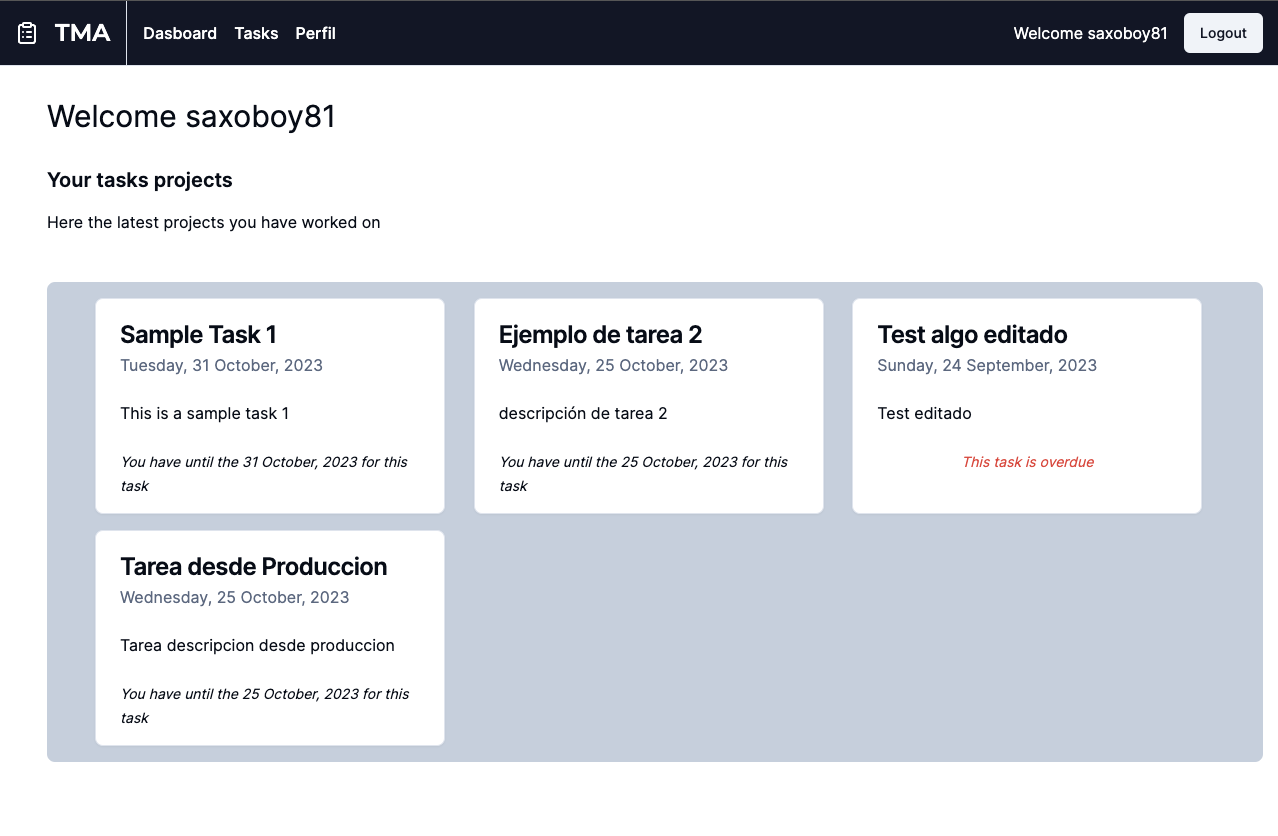 TMA
Dasboard Tasks Perfil
Welcome saxoboy81
Logout
Welcome saxoboy81
Your tasks projects
Here the latest projects you have worked on
Sample Task 1
Tuesday, 31 October, 2023
This is a sample task 1
You have until the 31 October, 2023 for this
task
Ejemplo de tarea 2
Wednesday, 25 October, 2023
descripción de tarea 2
You have until the 25 October, 2023 for this
task
Test algo editado
Sunday, 24 September, 2023
Test editado
This task is overdue
Tarea desde Produccion
Wednesday, 25 October, 2023
Tarea descripcion desde produccion
You have until the 25 October, 2023 for this
task